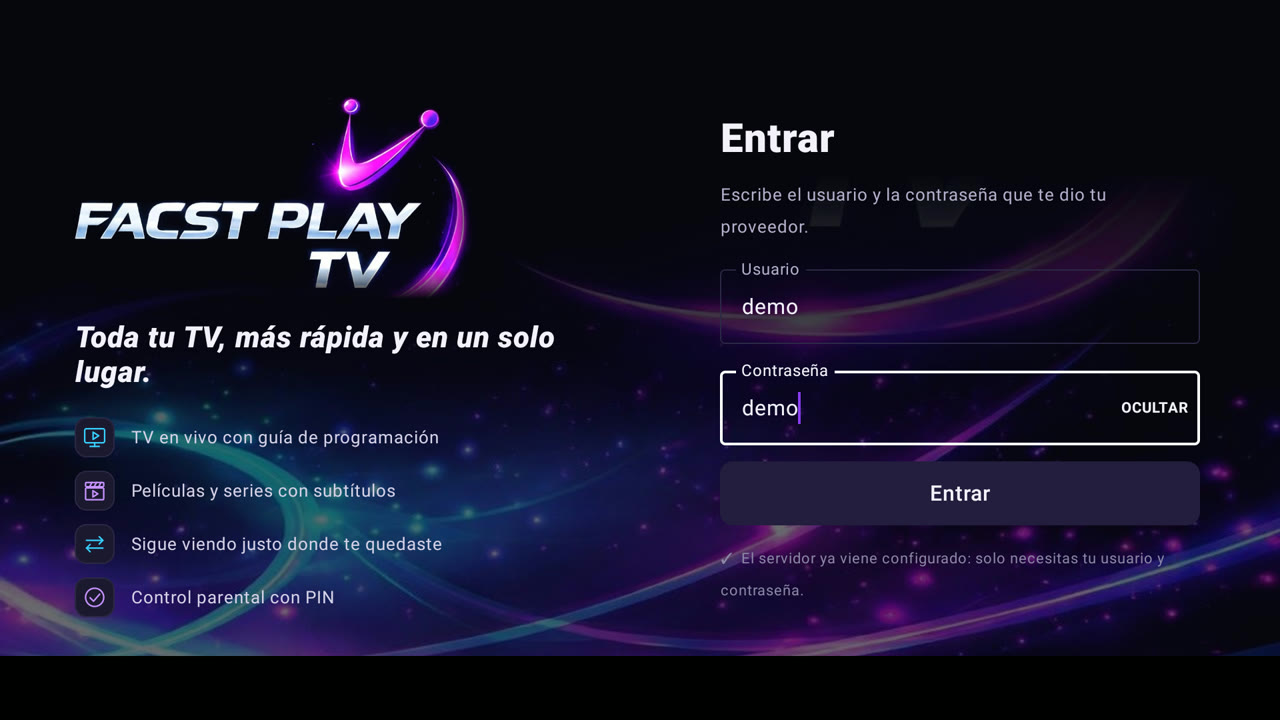 FACST PLAY
TV
Toda tu TV, más rápida y en un solo
lugar.
TV en vivo con guía de programación
Películas y series con subtítulos
Sigue viendo justo donde te quedaste
Control parental con PIN
Entrar
Escribe el usuario y la contraseña que te dio tu
proveedor.
Usuario
demo
Contraseña
demo
OCULTAR
Entrar
✓ El servidor ya viene configurado: solo necesitas tu usuario y
contraseña.